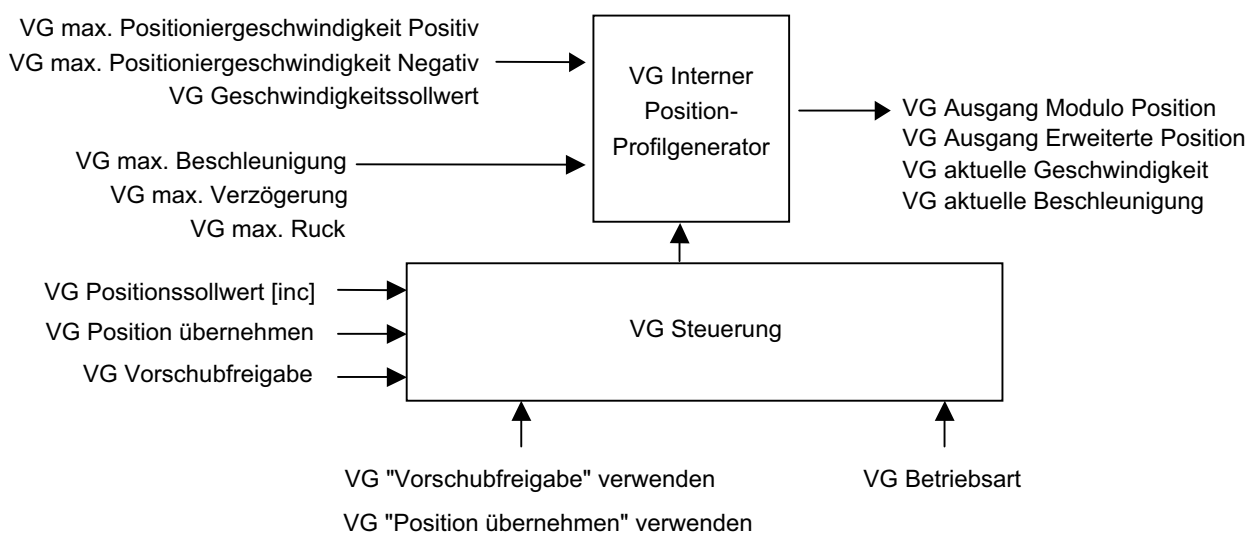 VG max. Positioniergeschwindigkeit Positiv
VG max. Positioniergeschwindigkeit Negativ
VG Geschwindigkeitssollwert
VG max. Beschleunigung
VG max. Verzögerung
VG max. Ruck
VG Interner
Position-
Profilgenerator
VG Ausgang Modulo Position
VG Ausgang Erweiterte Position
VG aktuelle Geschwindigkeit
VG aktuelle Beschleunigung
VG Positionssollwert [inc]
VG Position übernehmen
VG Vorschubfreigabe
VG Steuerung
VG "Vorschubfreigabe" verwenden
VG "Position übernehmen" verwenden
VG Betriebsart